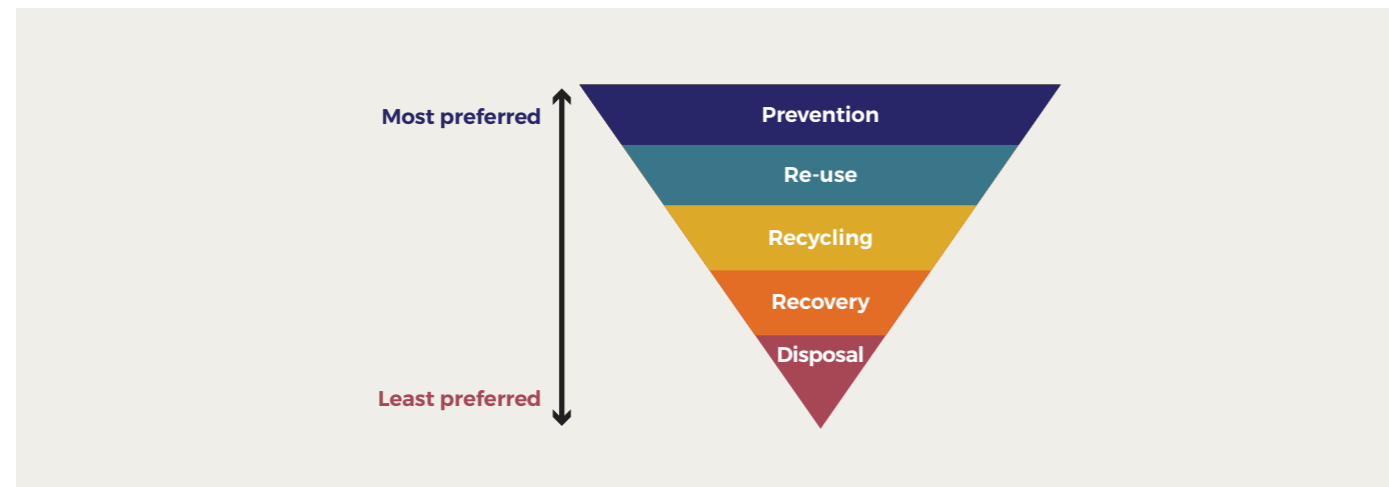 Most preferred
Prevention
Re-use
Recycling
Recovery
Disposal
Least preferred